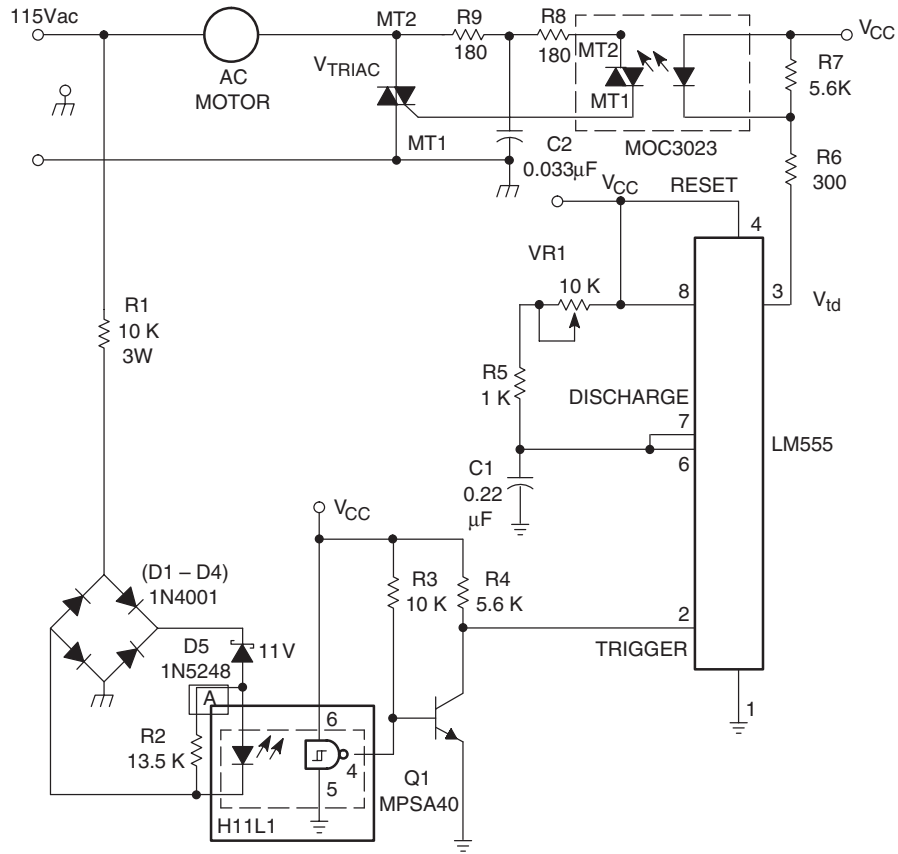 115Vac
AC
MOTOR
MT2
V_TRIAC
MT1
R9
180
R8
180
MT2
MT1
MOC3023
V_CC
R7
5.6K
R6
300
C2
0.033μF
V_CC
RESET
4
VR1
10 K
8
3
V_td
R5
1 K
DISCHARGE
7
6
LM555
C1
0.22
μF
R1
10 K
3W
V_CC
(D1 – D4)
1N4001
R3
10 K
R4
5.6 K
2
TRIGGER
D5
1N5248
11V
A
R2
13.5 K
6
4
5
H11L1
Q1
MPSA40
1